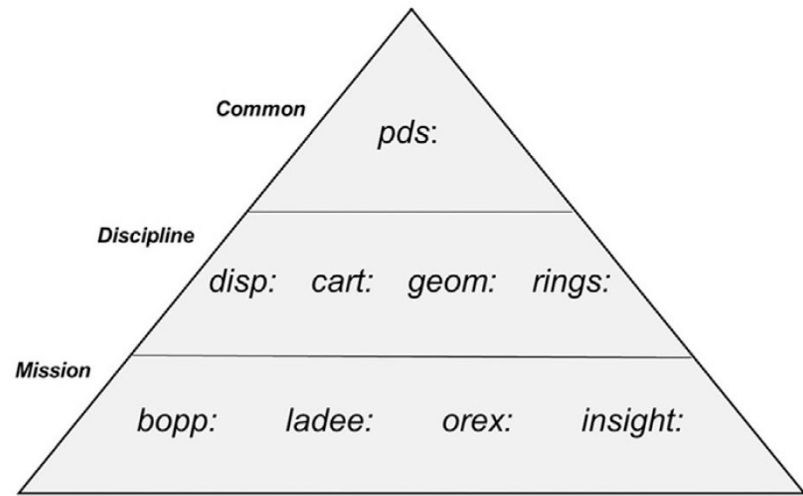 Common
pds:
Discipline
disp: cart: geom: rings:
Mission
bopp: ladee: orex: insight: